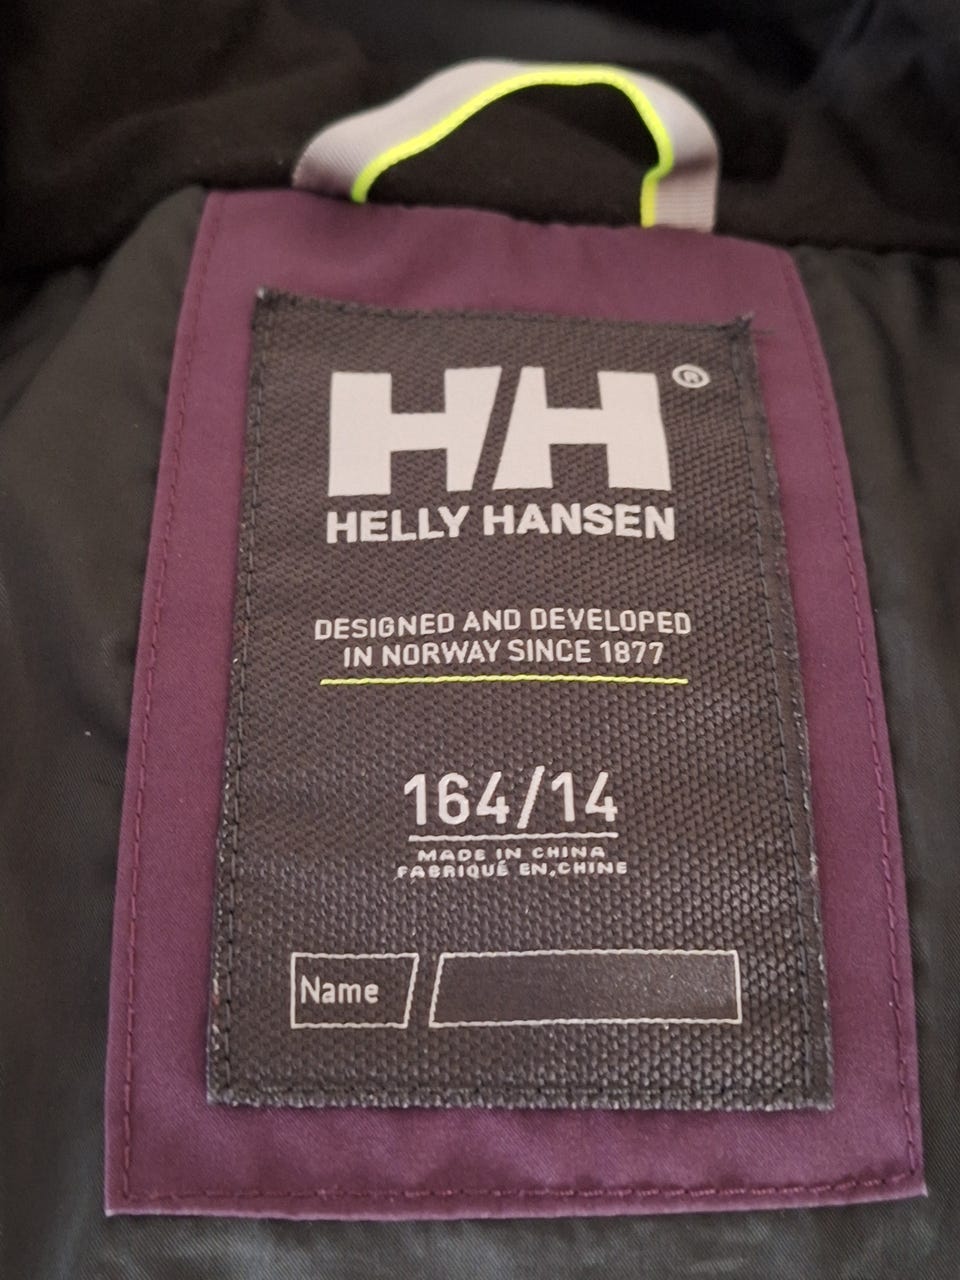 HH®
HELLY HANSEN
DESIGNED AND DEVELOPED
IN NORWAY SINCE 1877
164/14
MADE IN CHINA
FABRIQUÉ EN,CHINE
Name